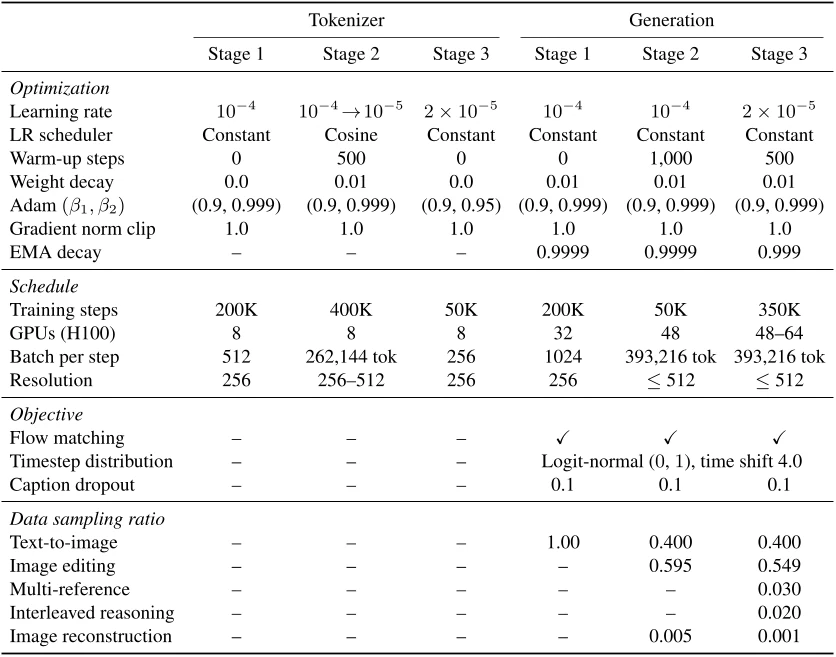 Tokenizer Generation
Stage 1 Stage 2 Stage 3 Stage 1 Stage 2 Stage 3
Optimization
Learning rate 10⁻⁴ 10⁻⁴→10⁻⁵ 2 × 10⁻⁵ 10⁻⁴ 10⁻⁴ 2 × 10⁻⁵
LR scheduler Constant Cosine Constant Constant Constant Constant
Warm-up steps 0 500 0 0 1,000 500
Weight decay 0.0 0.01 0.0 0.01 0.01 0.01
Adam (β₁, β₂) (0.9, 0.999) (0.9, 0.999) (0.9, 0.95) (0.9, 0.999) (0.9, 0.999) (0.9, 0.999)
Gradient norm clip 1.0 1.0 1.0 1.0 1.0 1.0
EMA decay – – – 0.9999 0.9999 0.999
Schedule
Training steps 200K 400K 50K 200K 50K 350K
GPUs (H100) 8 8 8 32 48 48–64
Batch per step 512 262,144 tok 256 1024 393,216 tok 393,216 tok
Resolution 256 256–512 256 256 ≤ 512 ≤ 512
Objective
Flow matching – – – ✓ ✓ ✓
Timestep distribution – – – Logit-normal (0, 1), time shift 4.0
Caption dropout – – – 0.1 0.1 0.1
Data sampling ratio
Text-to-image – – – 1.00 0.400 0.400
Image editing – – – – 0.595 0.549
Multi-reference – – – – – 0.030
Interleaved reasoning – – – – – 0.020
Image reconstruction – – – – 0.005 0.001